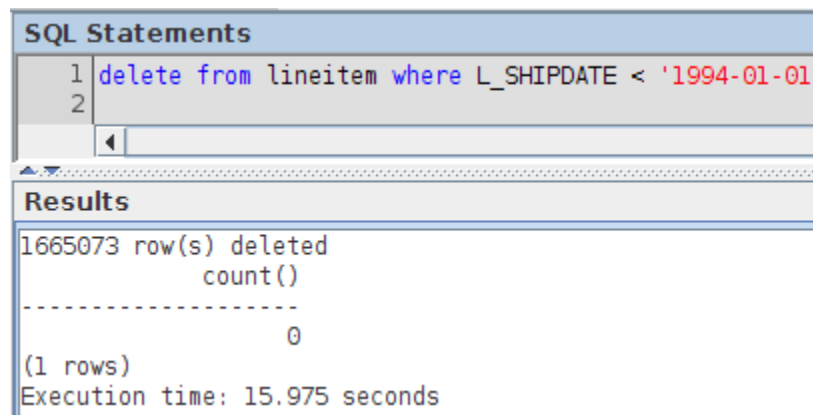 SQL Statements
1 delete from lineitem where L_SHIPDATE < '1994-01-01
2
Results
1665073 row(s) deleted
count()
--------------------
0
(1 rows)
Execution time: 15.975 seconds